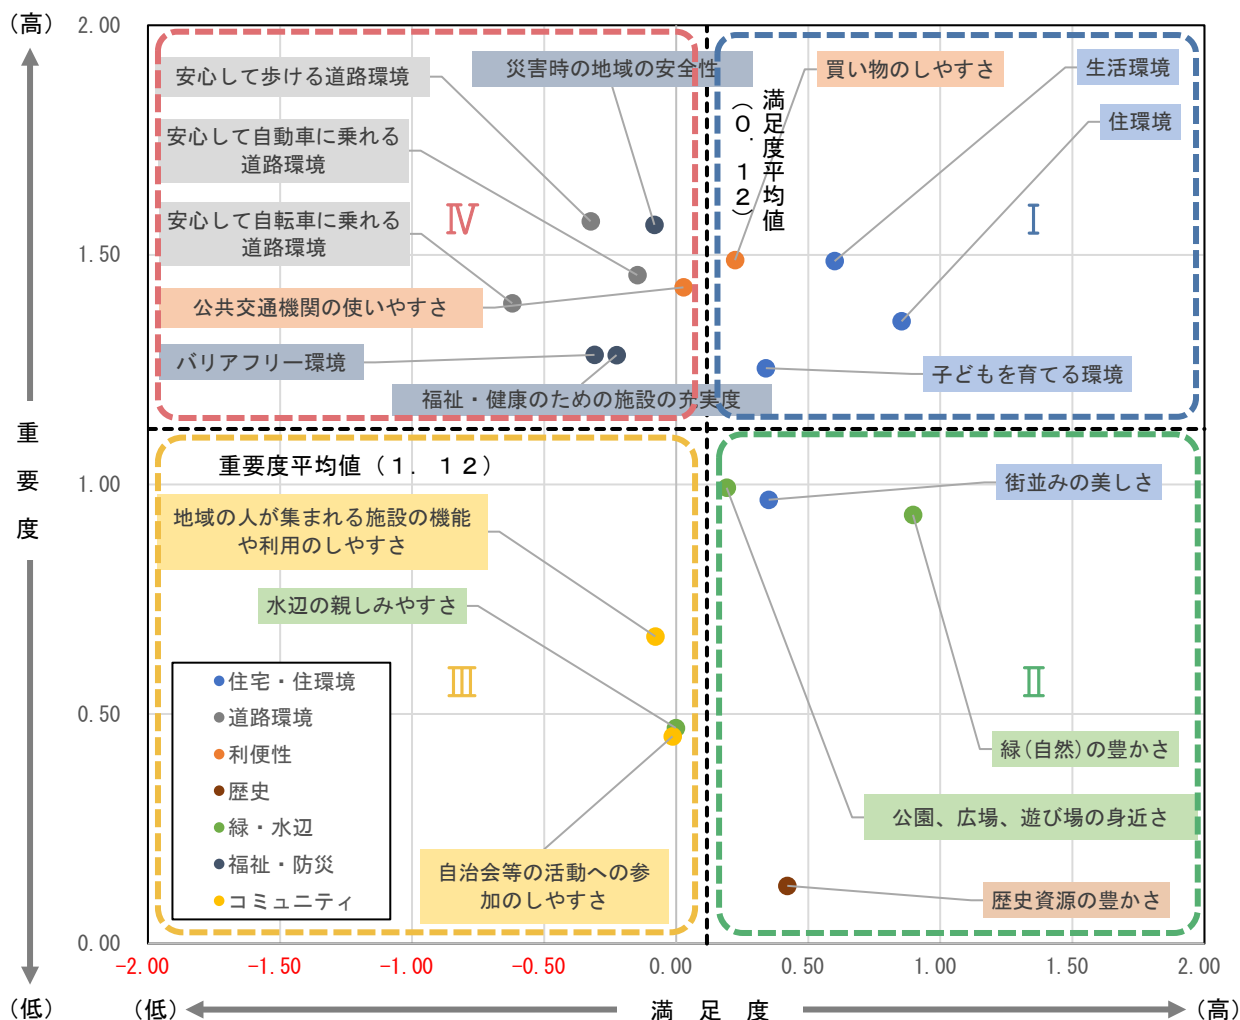 （高）
2.00
1.50
1.00
0.50
0.00
（低）
重
要
度
安心して歩ける道路環境
災害時の地域の安全性
買い物のしやすさ
生活環境
住環境
安心して自動車に乗れる
道路環境
安心して自転車に乗れる
道路環境
満足度平均値
（０．１２）
Ⅳ
Ⅰ
公共交通機関の使いやすさ
バリアフリー環境
福祉・健康のための施設の充実度
子どもを育てる環境
重要度平均値（１．１２）
街並みの美しさ
地域の人が集まれる施設の機能
や利用のしやすさ
水辺の親しみやすさ
Ⅲ
Ⅱ
住宅・住環境
道路環境
利便性
歴史
緑・水辺
福祉・防災
コミュニティ
緑(自然)の豊かさ
公園、広場、遊び場の身近さ
自治会等の活動への参
加のしやすさ
歴史資源の豊かさ
-2.00
-1.50
-1.00
-0.50
0.00
0.50
1.00
1.50
2.00
（低）
満　足　度
（高）